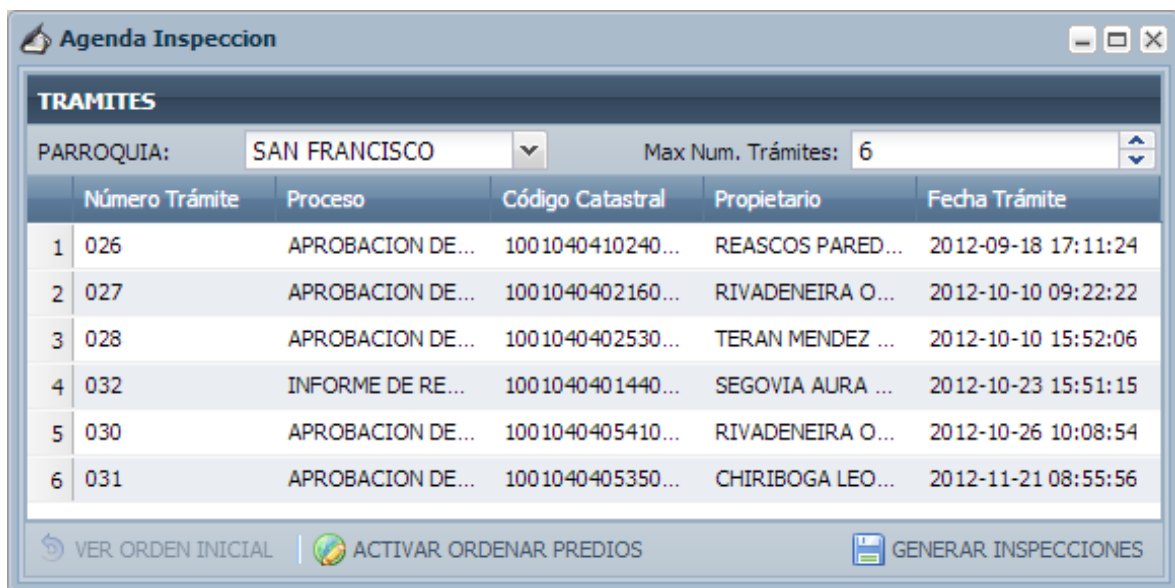 Agenda Inspeccion
TRAMITES
PARROQUIA: SAN FRANCISCO Max Num. Trámites: 6
Número Trámite Proceso Código Catastral Propietario Fecha Trámite
1 026 APROBACION DE... 1001040410240... REASCOS PARED... 2012-09-18 17:11:24
2 027 APROBACION DE... 1001040402160... RIVADENEIRA O... 2012-10-10 09:22:22
3 028 APROBACION DE... 1001040402530... TERAN MENDEZ ... 2012-10-10 15:52:06
4 032 INFORME DE RE... 1001040401440... SEGOVIA AURA ... 2012-10-23 15:51:15
5 030 APROBACION DE... 1001040405410... RIVADENEIRA O... 2012-10-26 10:08:54
6 031 APROBACION DE... 1001040405350... CHIRIBOGA LEO... 2012-11-21 08:55:56
VER ORDEN INICIAL ACTIVAR ORDENAR PREDIOS GENERAR INSPECCIONES